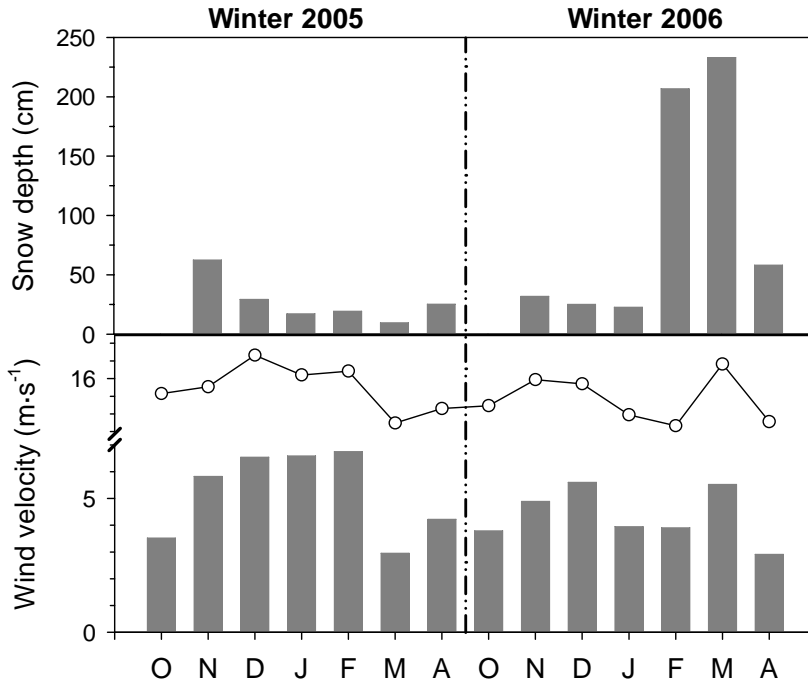 Winter 2005 Winter 2006
250
200
150
100
50
0
Snow depth (cm)
16
5
0
Wind velocity (m·s⁻¹)
O N D J F M A O N D J F M A